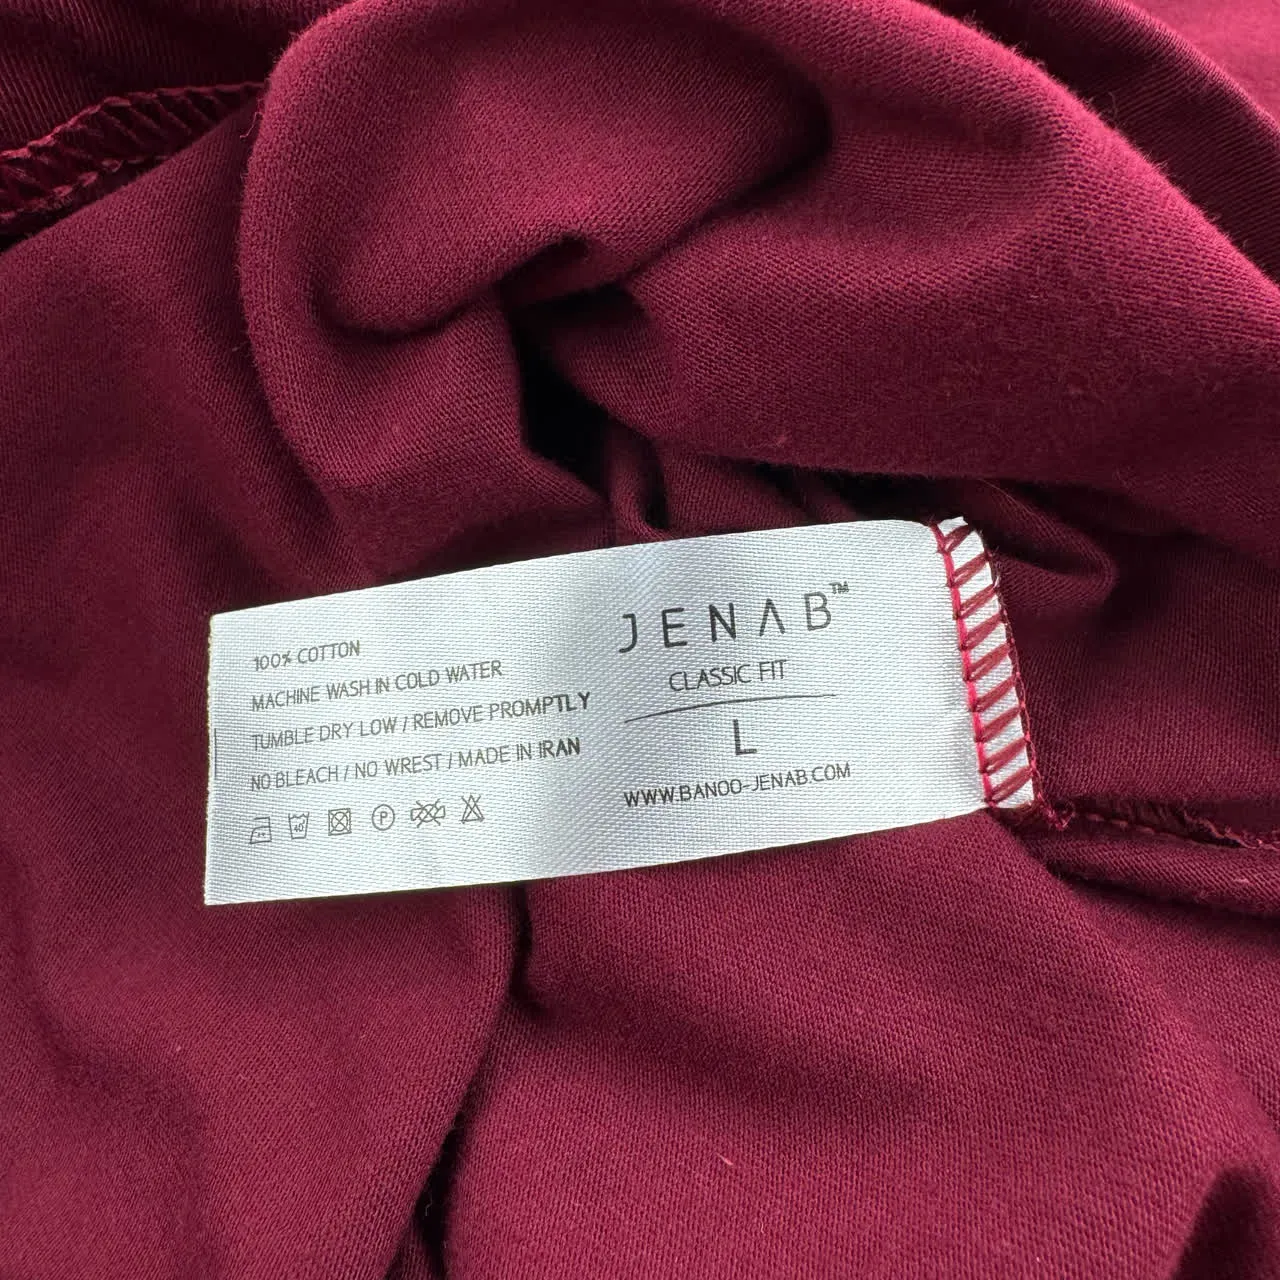 100% COTTON
MACHINE WASH IN COLD WATER
TUMBLE DRY LOW / REMOVE PROMPTLY
NO BLEACH / NO WREST / MADE IN IRAN
40 P
JENAB™
CLASSIC FIT
L
WWW.BANOO-JENAB.COM